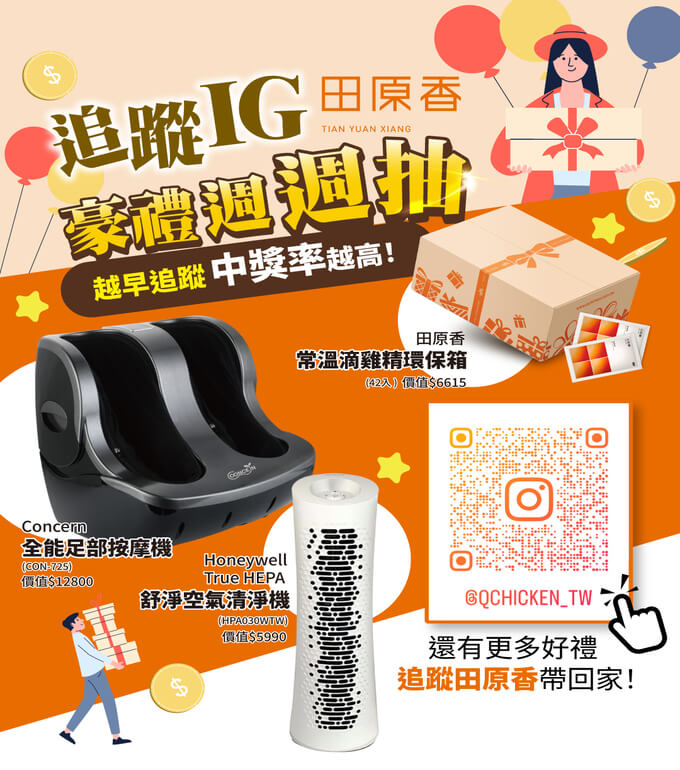 追蹤IG
田原香
TIAN YUAN XIANG
豪禮週週抽
越早追蹤 中獎率越高!
田原香
常溫滴雞精環保箱
(42入) 價值$6615
CONCERN
Concern
全能足部按摩機
(CON-725)
價值$12800
Honeywell
True HEPA
舒淨空氣清淨機
(HPA030WTW)
價值$5990
@QCHICKEN_TW
還有更多好禮
追蹤田原香帶回家!